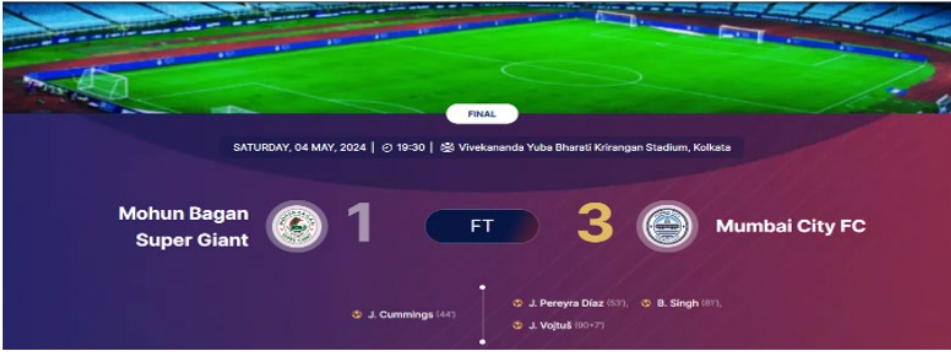 FINAL
SATURDAY, 04 MAY, 2024 | 19:30 | Vivekananda Yuba Bharati Krirangan Stadium, Kolkata
Mohun Bagan
Super Giant
1
FT
3
Mumbai City FC
J. Cummings (44')
J. Pereyra Díaz (53'), B. Singh (81'),
J. Vojtuš (90+7')